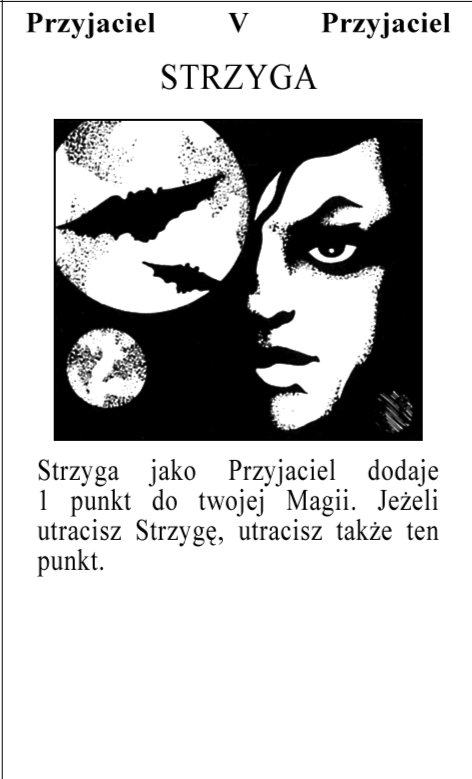 Przyjaciel V Przyjaciel
STRZYGA
Strzyga jako Przyjaciel dodaje
1 punkt do twojej Magii. Jeżeli
utracisz Strzygę, utracisz także ten
punkt.